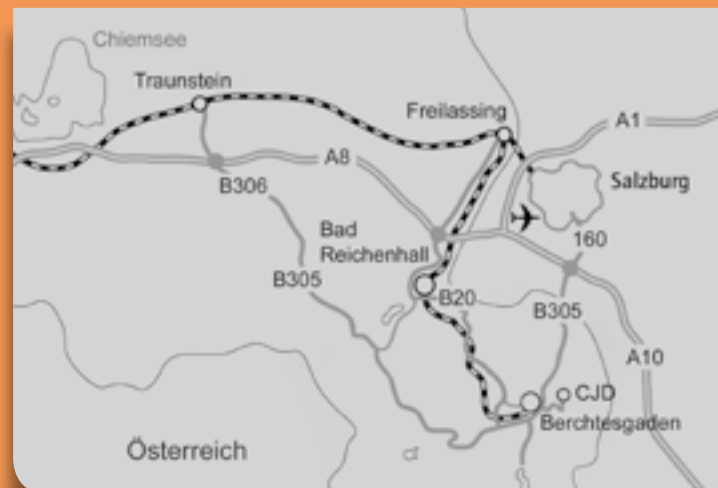 Chiemsee
Traunstein
Freilassing
A1
A8
B306
Salzburg
Bad
Reichenhall
160
B305
B20
B305
A10
CJD
Berchtesgaden
Österreich